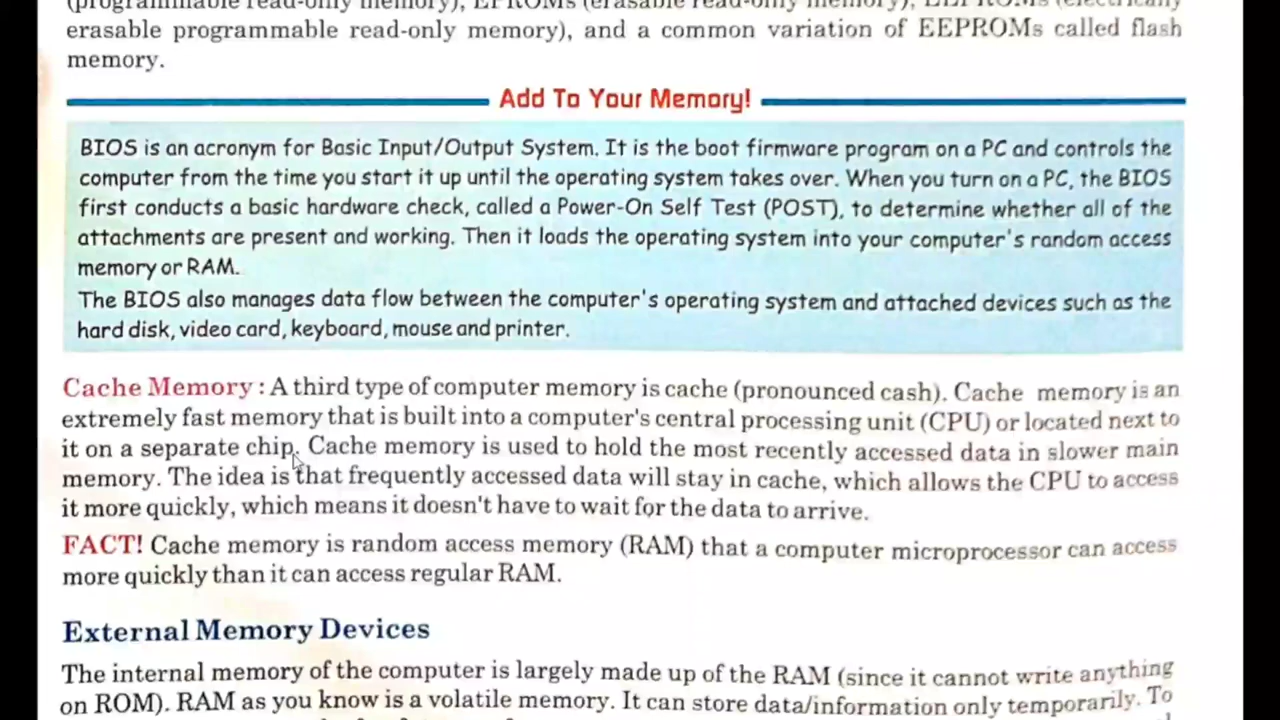 (programmable read-only memory), EPROMs (erasable read-only memory), EEPROMs (electrically
erasable programmable read-only memory), and a common variation of EEPROMs called flash
memory.
Add To Your Memory!
BIOS is an acronym for Basic Input/Output System. It is the boot firmware program on a PC and controls the
computer from the time you start it up until the operating system takes over. When you turn on a PC, the BIOS
first conducts a basic hardware check, called a Power-On Self Test (POST), to determine whether all of the
attachments are present and working. Then it loads the operating system into your computer's random access
memory or RAM.
The BIOS also manages data flow between the computer's operating system and attached devices such as the
hard disk, video card, keyboard, mouse and printer.
Cache Memory : A third type of computer memory is cache (pronounced cash). Cache memory is an
extremely fast memory that is built into a computer's central processing unit (CPU) or located next to
it on a separate chip. Cache memory is used to hold the most recently accessed data in slower main
memory. The idea is that frequently accessed data will stay in cache, which allows the CPU to access
it more quickly, which means it doesn't have to wait for the data to arrive.
FACT! Cache memory is random access memory (RAM) that a computer microprocessor can access
more quickly than it can access regular RAM.
External Memory Devices
The internal memory of the computer is largely made up of the RAM (since it cannot write anything
on ROM). RAM as you know is a volatile memory. It can store data/information only temporarily. To